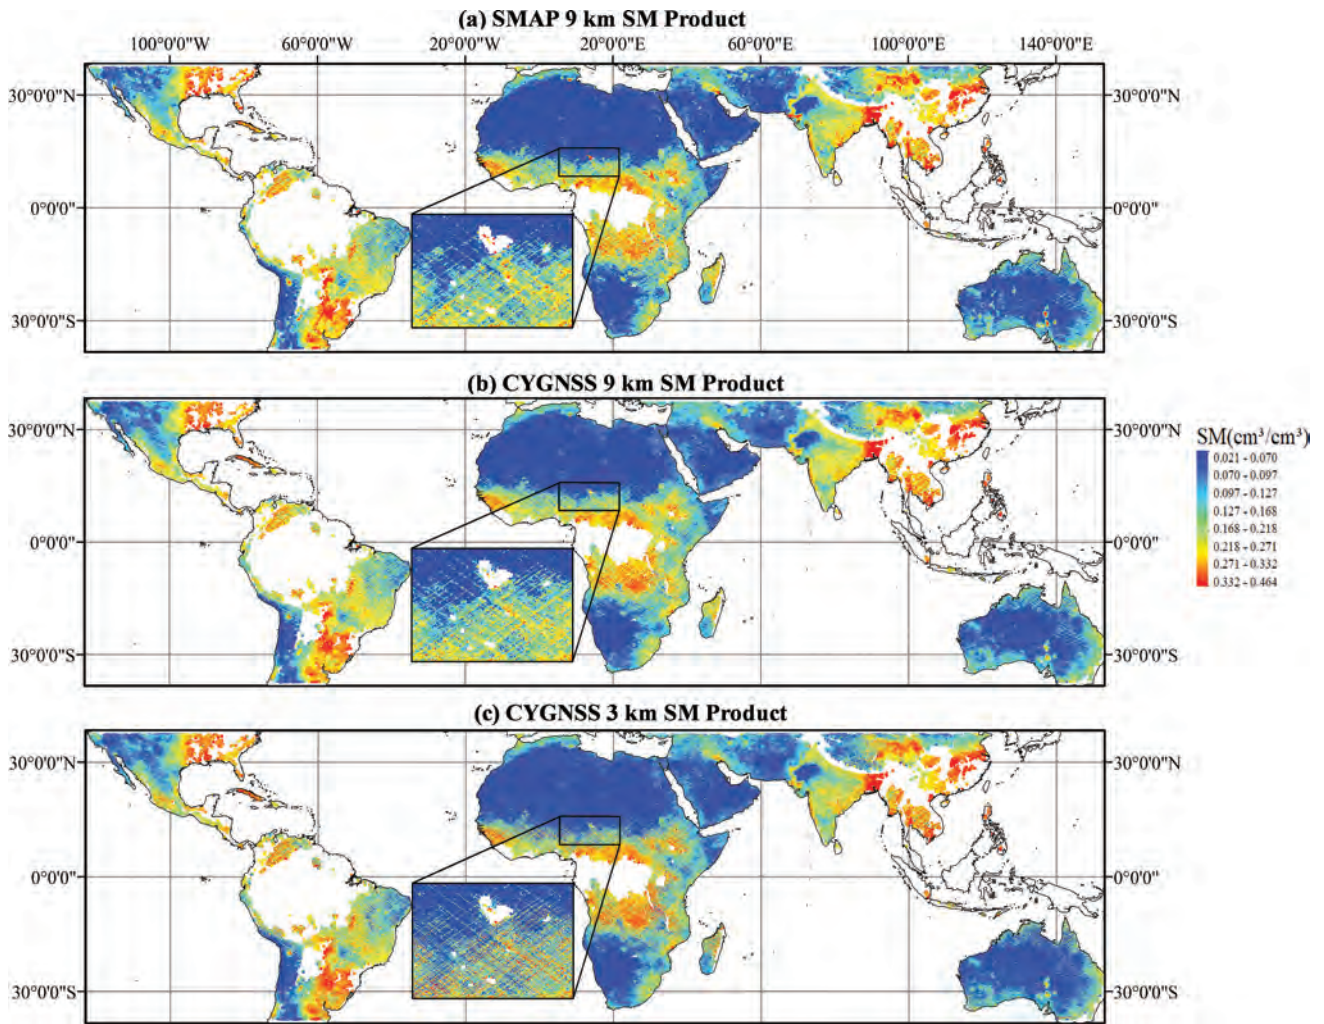 (a) SMAP 9 km SM Product
100°0'0"W 60°0'0"W 20°0'0"W 20°0'0"E 60°0'0"E 100°0'0"E 140°0'0"E
30°0'0"N 30°0'0"N
0°0'0" 0°0'0"
30°0'0"S 30°0'0"S
(b) CYGNSS 9 km SM Product
30°0'0"N 30°0'0"N
0°0'0" 0°0'0"
30°0'0"S 30°0'0"S
SM(cm³/cm³)
0.021 - 0.070
0.070 - 0.097
0.097 - 0.127
0.127 - 0.168
0.168 - 0.218
0.218 - 0.271
0.271 - 0.332
0.332 - 0.464
(c) CYGNSS 3 km SM Product
30°0'0"N 30°0'0"N
0°0'0" 0°0'0"
30°0'0"S 30°0'0"S